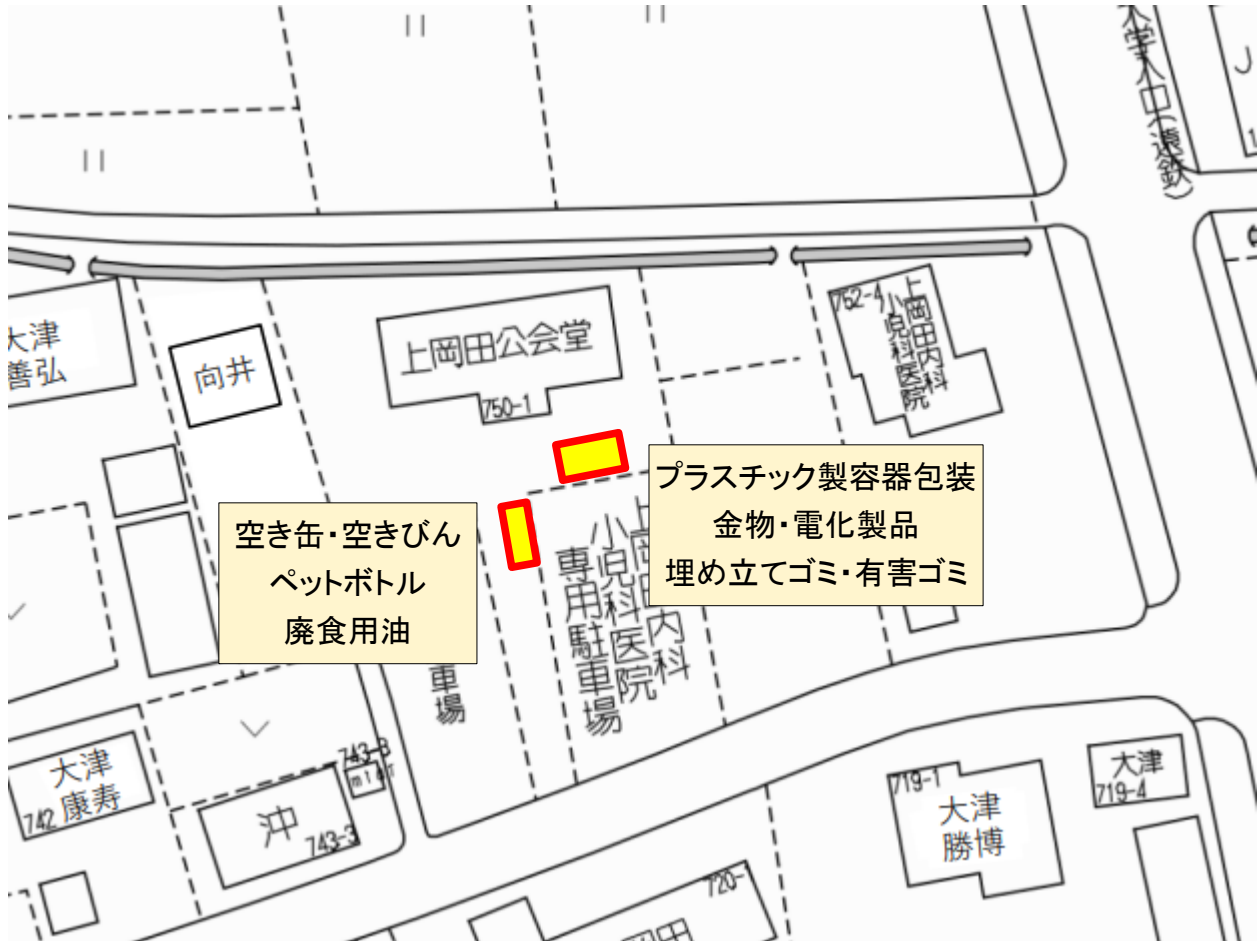 大学入口(遠鉄)
大津
善弘
向井
上岡田公会堂
750-1
752-4
上岡田内科
小児科医院
空き缶・空きびん
ペットボトル
廃食用油
プラスチック製容器包装
金物・電化製品
埋め立てゴミ・有害ゴミ
上岡田内科
小児科医院
専用駐車場
車場
大津
康寿
742
沖
743-3
743-3
719-1
大津
勝博
大津
719-4
720-